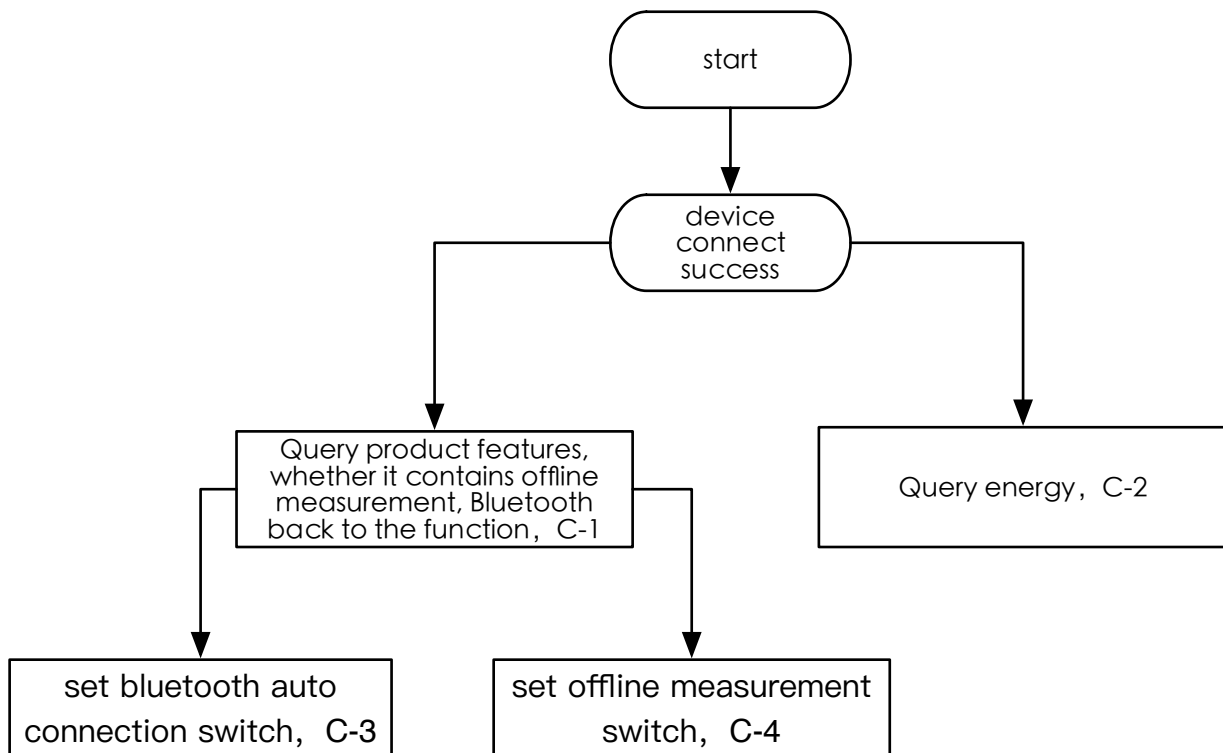 start
device
connect
success
Query product features,
whether it contains offline
measurement, Bluetooth
back to the function， C-1
Query energy，C-2
set bluetooth auto
connection switch，C-3
set offline measurement
switch，C-4